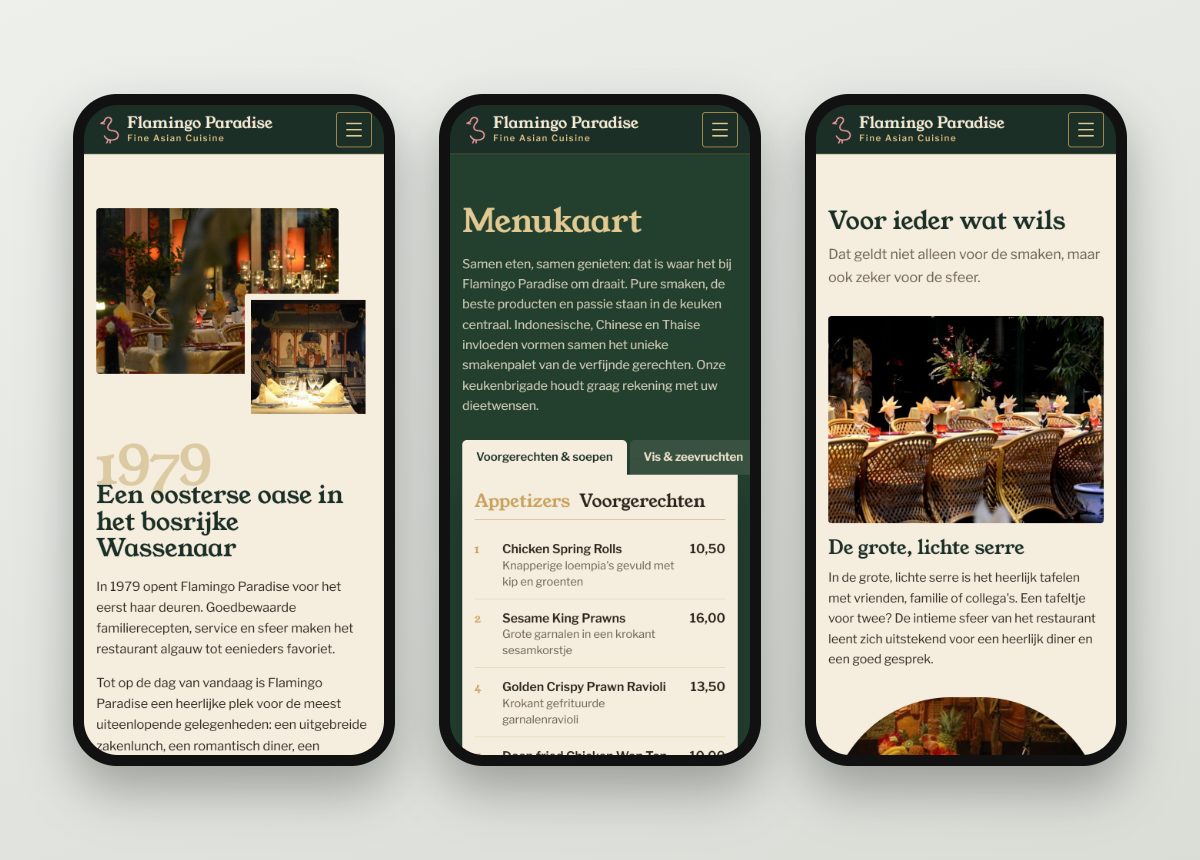 Flamingo Paradise
Fine Asian Cuisine
1979
Een oosterse oase in
het bosrijke
Wassenaar
In 1979 opent Flamingo Paradise voor het
eerst haar deuren. Goedbewaarde
familierecepten, service en sfeer maken het
restaurant algauw tot eenieders favoriet.
Tot op de dag van vandaag is Flamingo
Paradise een heerlijke plek voor de meest
uiteenlopende gelegenheden: een uitgebreide
zakenlunch, een romantisch diner, een
Flamingo Paradise
Fine Asian Cuisine
Menukaart
Samen eten, samen genieten: dat is waar het bij
Flamingo Paradise om draait. Pure smaken, de
beste producten en passie staan in de keuken
centraal. Indonesische, Chinese en Thaise
invloeden vormen samen het unieke
smakenpalet van de verfijnde gerechten. Onze
keukenbrigade houdt graag rekening met uw
dieetwensen.
Voorgerechten & soepen Vis & zeevruchten
Appetizers Voorgerechten
1 Chicken Spring Rolls 10,50
Knapperige loempia's gevuld met
kip en groenten
2 Sesame King Prawns 16,00
Grote garnalen in een krokant
sesamkorstje
4 Golden Crispy Prawn Ravioli 13,50
Krokant gefrituurde
garnalenravioli
Deep fried Chicken Wan Ton 10,00
Flamingo Paradise
Fine Asian Cuisine
Voor ieder wat wils
Dat geldt niet alleen voor de smaken, maar
ook zeker voor de sfeer.
De grote, lichte serre
In de grote, lichte serre is het heerlijk tafelen
met vrienden, familie of collega's. Een tafeltje
voor twee? De intieme sfeer van het restaurant
leent zich uitstekend voor een heerlijk diner en
een goed gesprek.